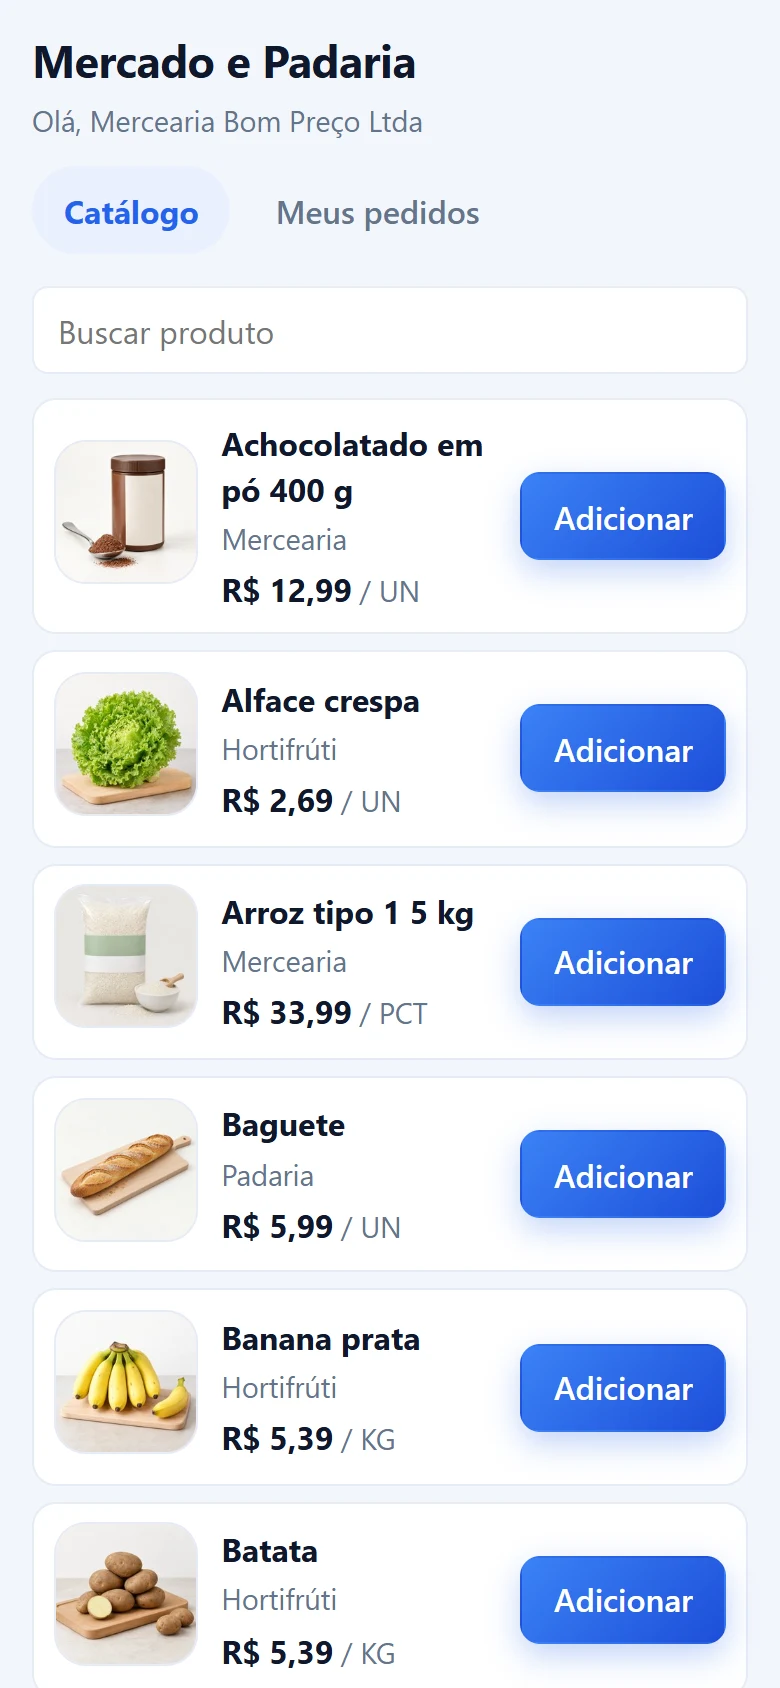 Mercado e Padaria
Olá, Mercearia Bom Preço Ltda
Catálogo
Meus pedidos
Buscar produto
Achocolatado em
pó 400 g
Mercearia
R$ 12,99 / UN
Adicionar
Alface crespa
Hortifrúti
R$ 2,69 / UN
Adicionar
Arroz tipo 1 5 kg
Mercearia
R$ 33,99 / PCT
Adicionar
Baguete
Padaria
R$ 5,99 / UN
Adicionar
Banana prata
Hortifrúti
R$ 5,39 / KG
Adicionar
Batata
Hortifrúti
R$ 5,39 / KG
Adicionar